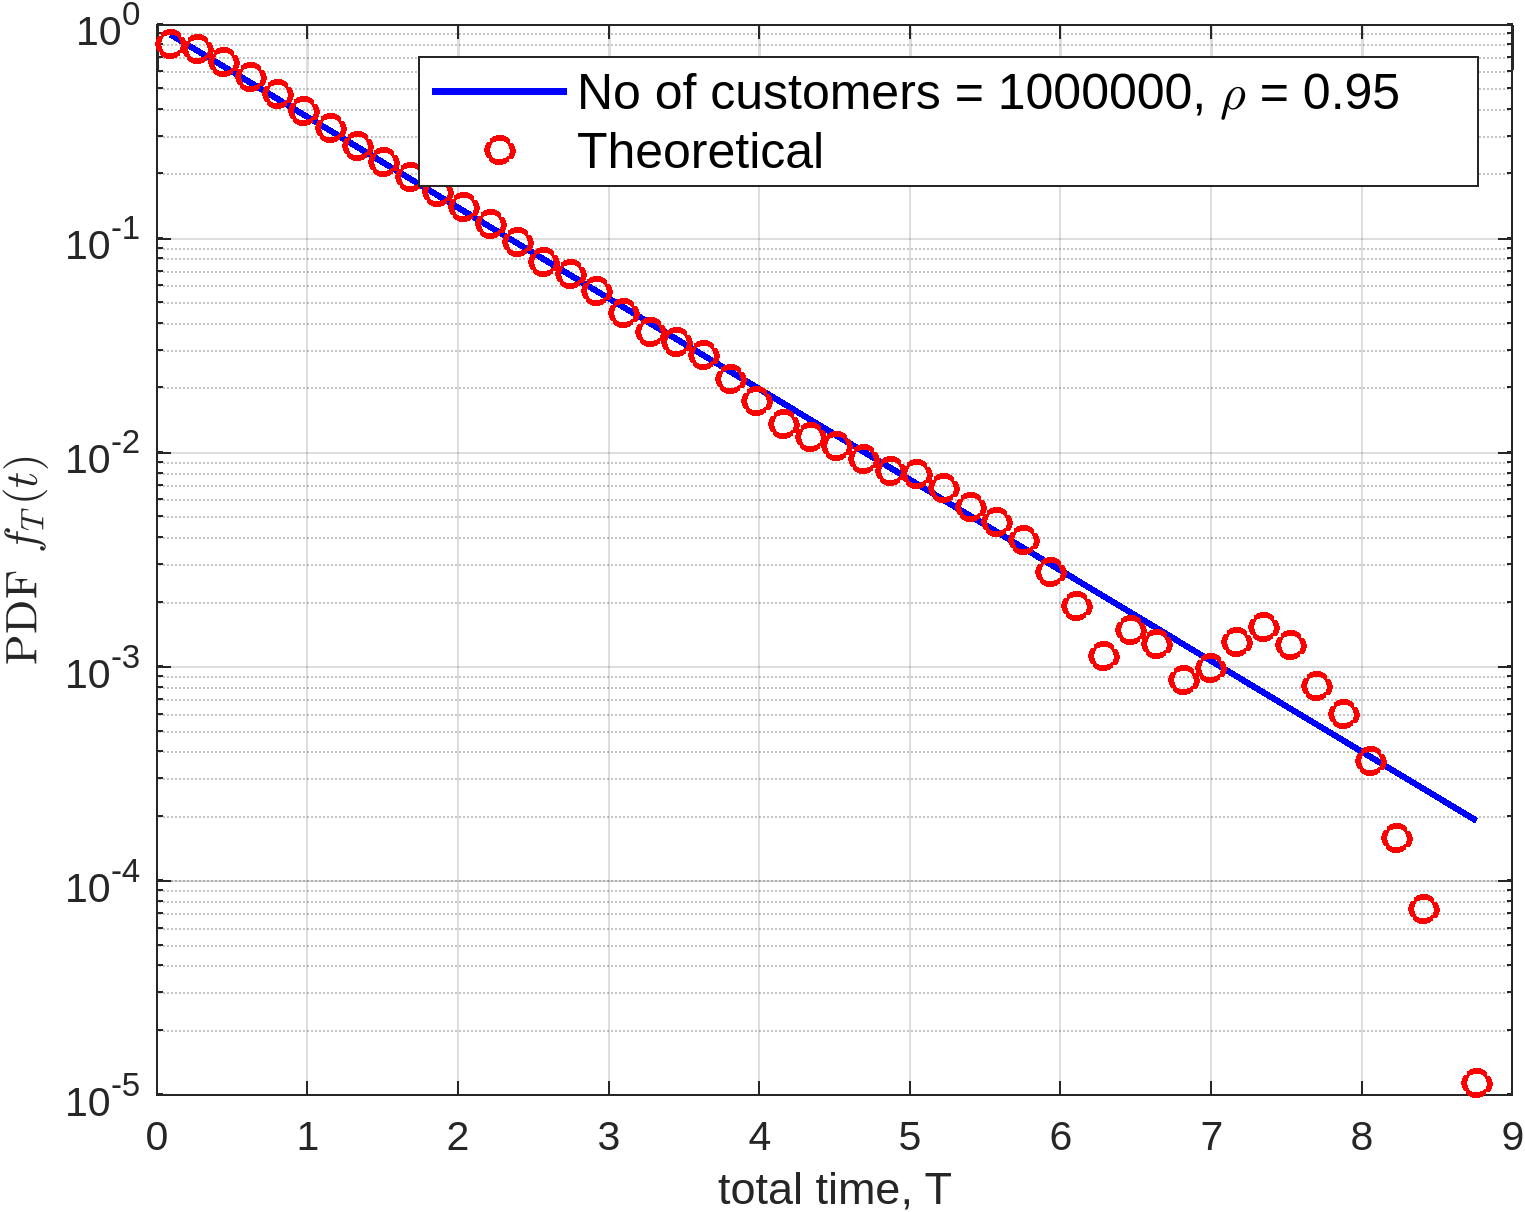 No of customers = 1000000, ρ = 0.95
Theoretical
PDF f_T(t)
10^0
10^-1
10^-2
10^-3
10^-4
10^-5
0 1 2 3 4 5 6 7 8 9
total time, T